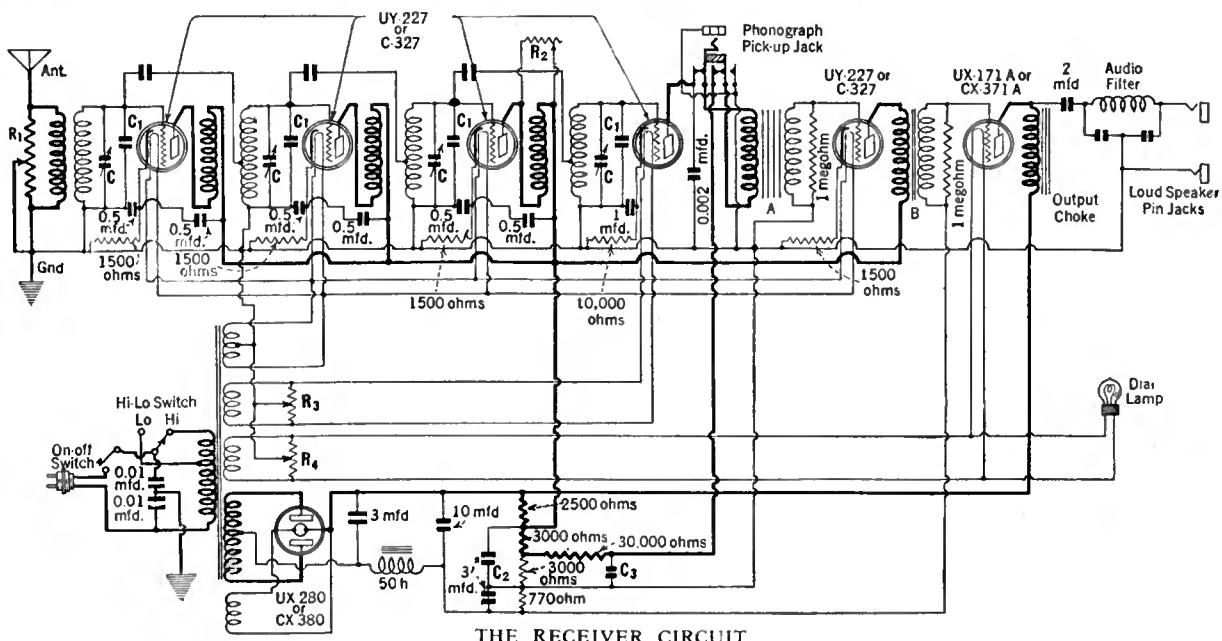 UY-227
or
C-327
Phonograph
Pick-up Jack
Ant.
R2
UY-227 or
C-327
UX-171 A or
CX-371 A
2
mfd
Audio
Filter
R1
C1
C
C1
C
C1
C
C1
C
0.002 mfd.
A
1 megohm
B
1 megohm
Output
Choke
Loud Speaker
Pin Jacks
0.5
mfd.
0.5
mfd.
0.5
mfd.
0.5
mfd.
0.5
mfd.
0.5
mfd.
1
mfd.
Gnd
1500
ohms
1500
ohms
1500 ohms
10,000
ohms
1500
ohms
Hi-Lo Switch
Lo
Hi
R3
Dial
Lamp
On-off
Switch
R4
0.01
mfd.
0.01
mfd.
3 mfd
10 mfd
2500 ohms
3000 ohms
30,000 ohms
50 h
C2
3
mfd.
3000
ohms
C3
770 ohm
UX 280
or
CX 380
THE RECEIVER CIRCUIT